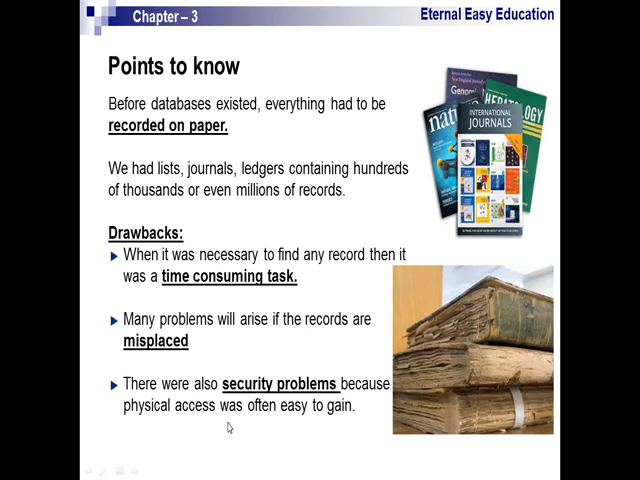 Chapter – 3
Eternal Easy Education
Points to know
Before databases existed, everything had to be
recorded on paper.
We had lists, journals, ledgers containing hundreds
of thousands or even millions of records.
Drawbacks:
When it was necessary to find any record then it
was a time consuming task.
Many problems will arise if the records are
misplaced
There were also security problems because
physical access was often easy to gain.
HEPATOLOGY
INTERNATIONAL
JOURNALS